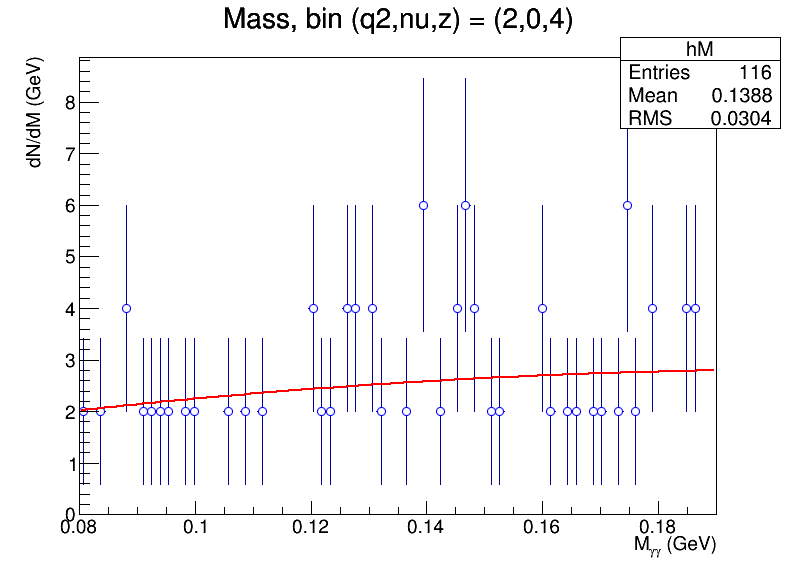 Mass, bin (q2,nu,z) = (2,0,4)
hM
Entries 116
Mean 0.1388
RMS 0.0304
dN/dM (GeV)
8
7
6
5
4
3
2
1
0
0.08 0.1 0.12 0.14 0.16 0.18
Mγγ (GeV)